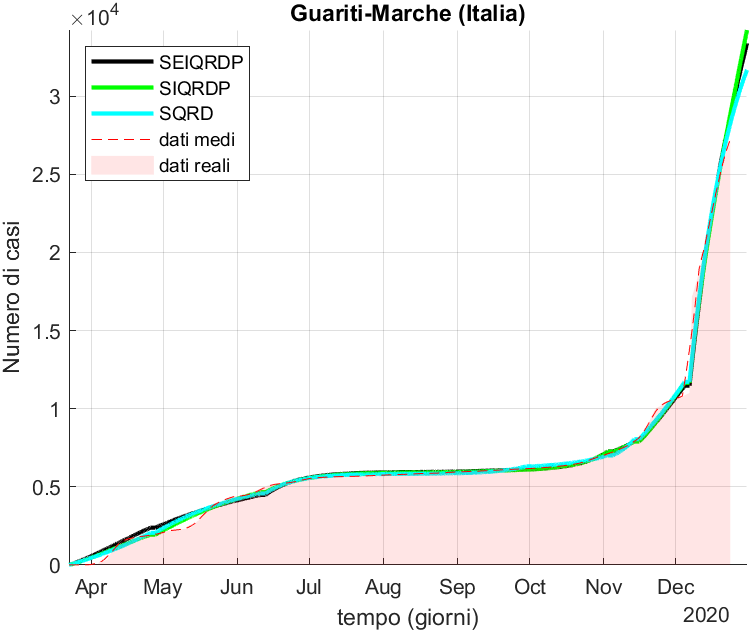 Guariti-Marche (Italia)
×10⁴
SEIQRDP
SIQRDP
SQRD
dati medi
dati reali
3
2.5
2
1.5
1
0.5
0
Numero di casi
Apr May Jun Jul Aug Sep Oct Nov Dec
2020
tempo (giorni)